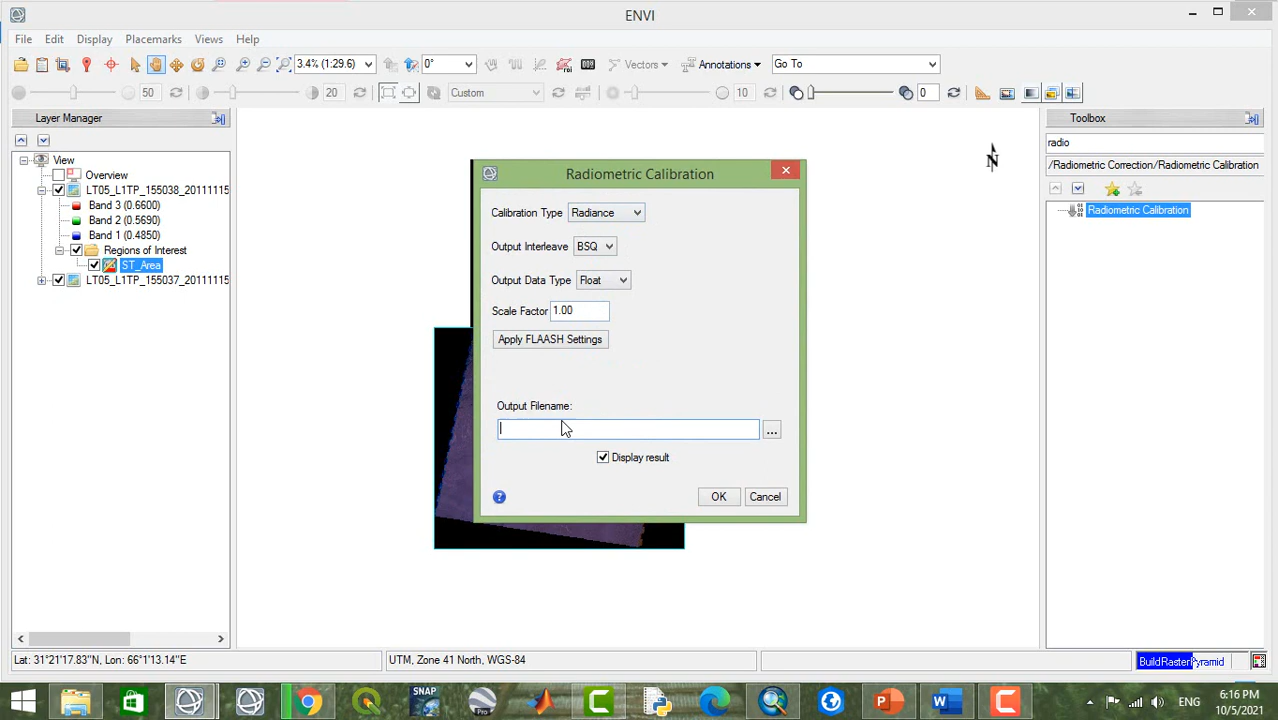 ENVI
File Edit Display Placemarks Views Help
3.4% (1:29.6) 0° Vectors Annotations Go To
50 20 Custom 10 0
Layer Manager
View
Overview
LT05_L1TP_155038_20111115
Band 3 (0.6600)
Band 2 (0.5690)
Band 1 (0.4850)
Regions of Interest
ST_Area
LT05_L1TP_155037_20111115
N
Radiometric Calibration
Calibration Type Radiance
Output Interleave BSQ
Output Data Type Float
Scale Factor 1.00
Apply FLAASH Settings
Output Filename:
...
Display result
OK Cancel
Toolbox
radio
/Radiometric Correction/Radiometric Calibration
Radiometric Calibration
Lat: 31°21'17.83"N, Lon: 66°1'13.14"E UTM, Zone 41 North, WGS-84 BuildRasterPyramid
SNAP Pro ENG 6:16 PM
10/5/2021